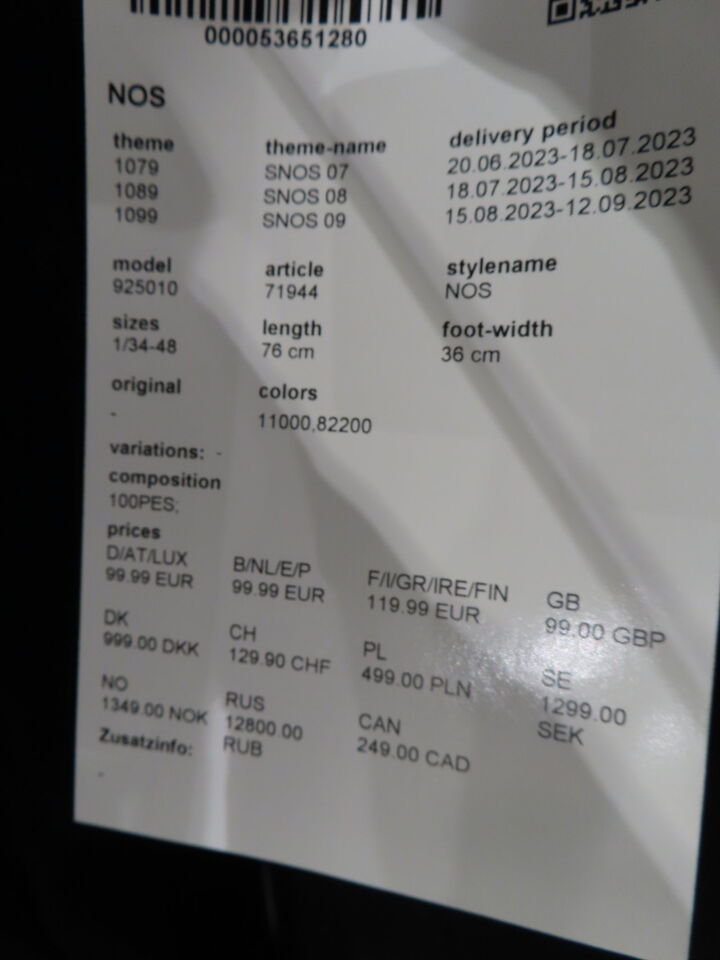 000053651280
NOS
theme theme-name delivery period
1079 SNOS 07 20.06.2023-18.07.2023
1089 SNOS 08 18.07.2023-15.08.2023
1099 SNOS 09 15.08.2023-12.09.2023
model article stylename
925010 71944 NOS
sizes length foot-width
1/34-48 76 cm 36 cm
original colors
- 11000,82200
variations: -
composition
100PES;
prices
D/AT/LUX B/NL/E/P F/I/GR/IRE/FIN GB
99.99 EUR 99.99 EUR 119.99 EUR 99.00 GBP
DK CH PL SE
999.00 DKK 129.90 CHF 499.00 PLN 1299.00
SEK
NO RUS CAN
1349.00 NOK 12800.00 249.00 CAD
RUB
Zusatzinfo:
-